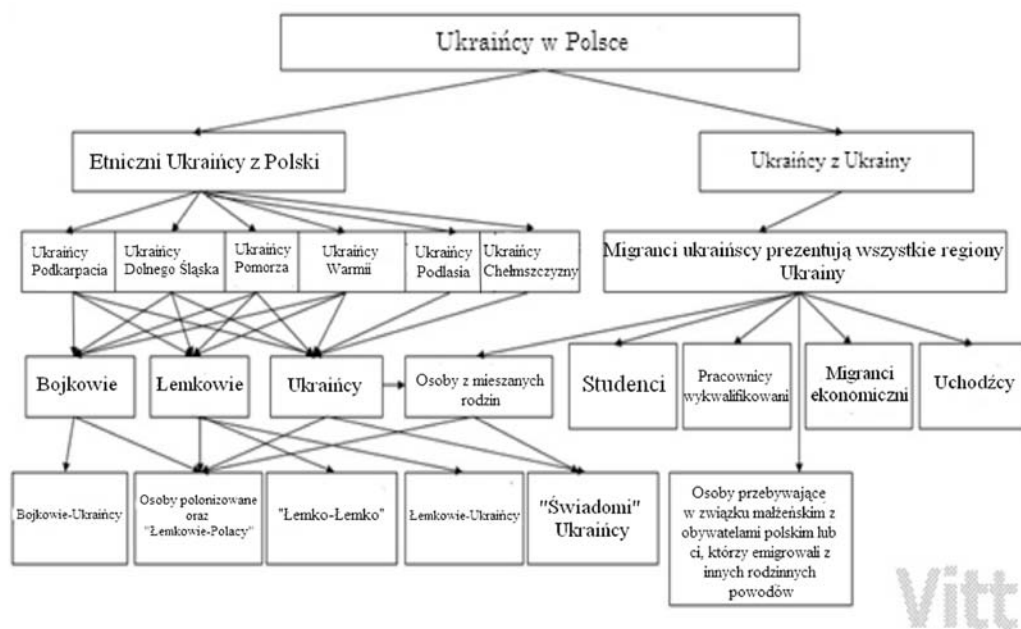 Ukraińcy w Polsce
Etniczni Ukraińcy z Polski
Ukraińcy z Ukrainy
Ukraińcy
Podkarpacia
Ukraińcy
Dolnego Śląska
Ukraińcy
Pomorza
Ukraińcy
Warmii
Ukraińcy
Podlasia
Ukraińcy
Chełmszczyzny
Migranci ukraińscy prezentują wszystkie regiony
Ukrainy
Bojkowie
Łemkowie
Ukraińcy
Osoby z mieszanych
rodzin
Studenci
Pracownicy
wykwalifikowani
Migranci
ekonomiczni
Uchodźcy
Bojkowie-Ukraińcy
Osoby polonizowane
oraz
"Łemkowie-Polacy"
"Lemko-Łemko"
Łemkowie-Ukraińcy
"Świadomi"
Ukraińcy
Osoby przebywające
w związku małżeńskim z
obywatelami polskim lub
ci, którzy emigrowali z
innych rodzinnych
powodów
Vitt